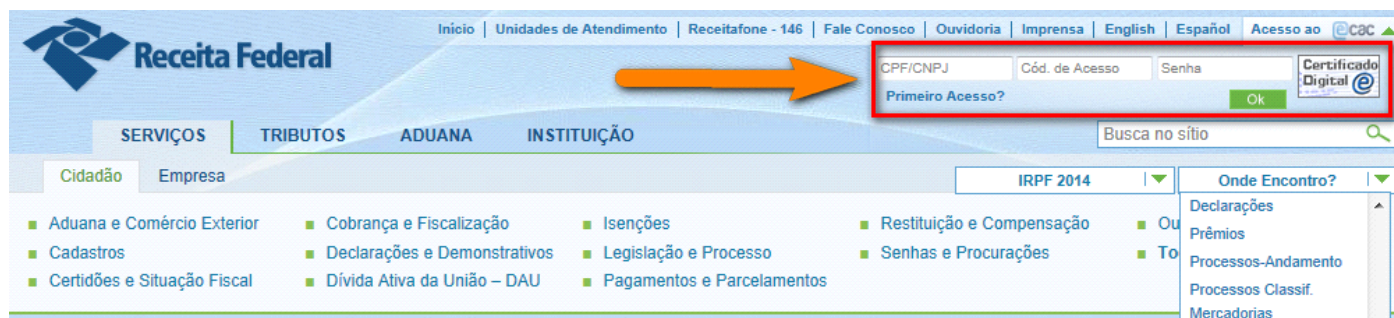 Receita Federal
Início | Unidades de Atendimento | Receitafone - 146 | Fale Conosco | Ouvidoria | Imprensa | English | Español
Acesso ao ecac
CPF/CNPJ
Cód. de Acesso
Senha
Certificado
Digital e
Primeiro Acesso?
Ok
SERVIÇOS
TRIBUTOS
ADUANA
INSTITUIÇÃO
Busca no sítio
Cidadão
Empresa
IRPF 2014
Onde Encontro?
Aduana e Comércio Exterior
Cadastros
Certidões e Situação Fiscal
Cobrança e Fiscalização
Declarações e Demonstrativos
Dívida Ativa da União – DAU
Isenções
Legislação e Processo
Pagamentos e Parcelamentos
Restituição e Compensação
Senhas e Procurações
Ou
To
Declarações
Prêmios
Processos-Andamento
Processos Classif.
Mercadorias